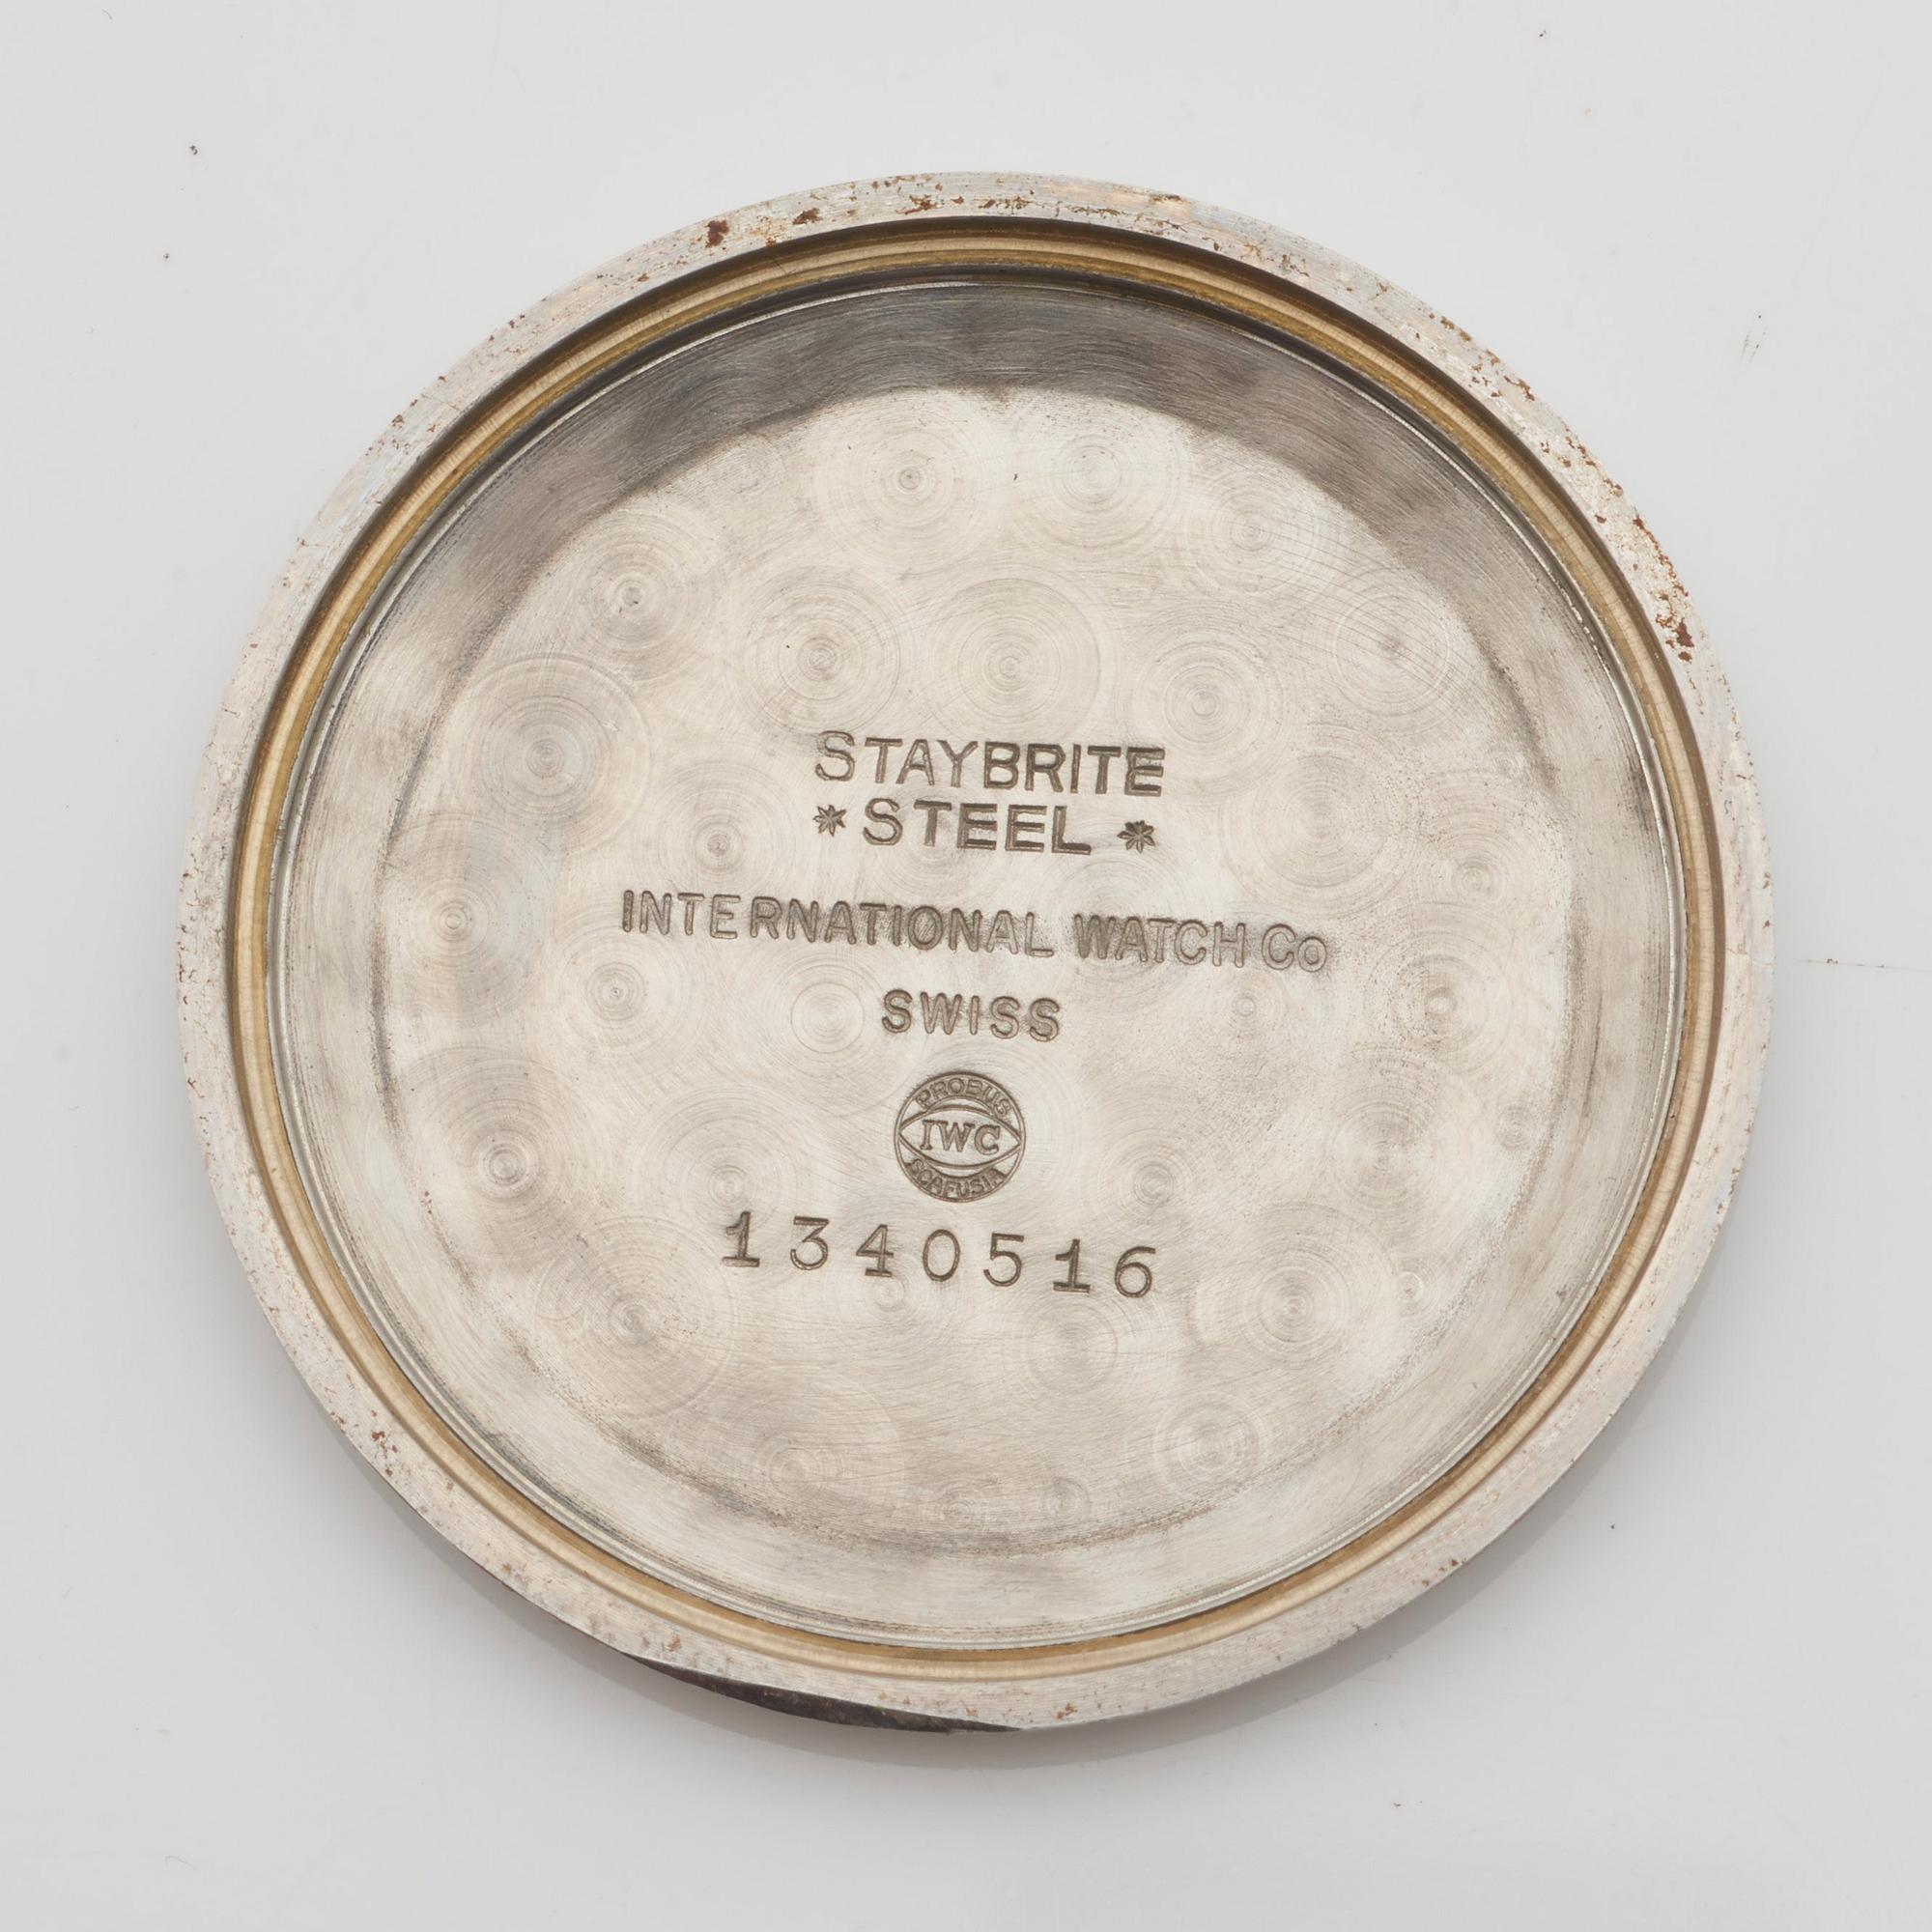 STAYBRITE
*STEEL*
INTERNATIONAL WATCH Co
SWISS
PROBUS
IWC
SCAFUSIA
1340516